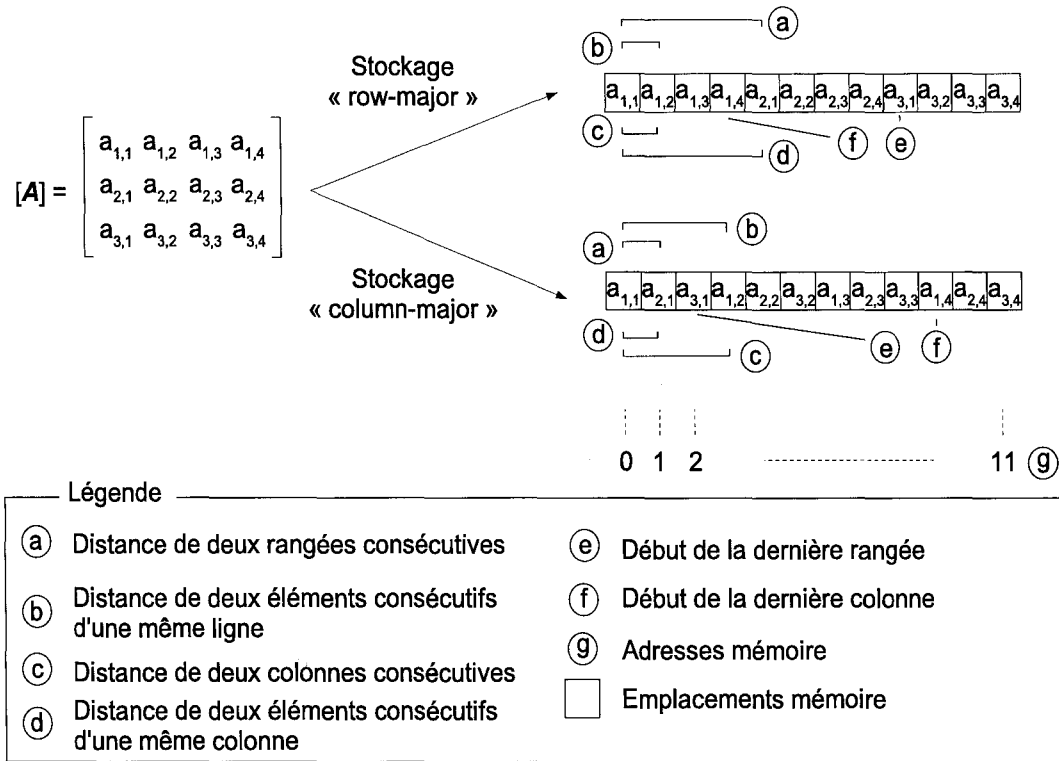 a
b
Stockage
« row-major »
a1,1 a1,2 a1,3 a1,4 a2,1 a2,2 a2,3 a2,4 a3,1 a3,2 a3,3 a3,4
c
d
f
e
[A] =
a1,1 a1,2 a1,3 a1,4
a2,1 a2,2 a2,3 a2,4
a3,1 a3,2 a3,3 a3,4
b
a
Stockage
« column-major »
a1,1 a2,1 a3,1 a1,2 a2,2 a3,2 a1,3 a2,3 a3,3 a1,4 a2,4 a3,4
d
c
e
f
0 1 2 11 g
Légende
a Distance de deux rangées consécutives
b Distance de deux éléments consécutifs
d'une même ligne
c Distance de deux colonnes consécutives
d Distance de deux éléments consécutifs
d'une même colonne
e Début de la dernière rangée
f Début de la dernière colonne
g Adresses mémoire
Emplacements mémoire